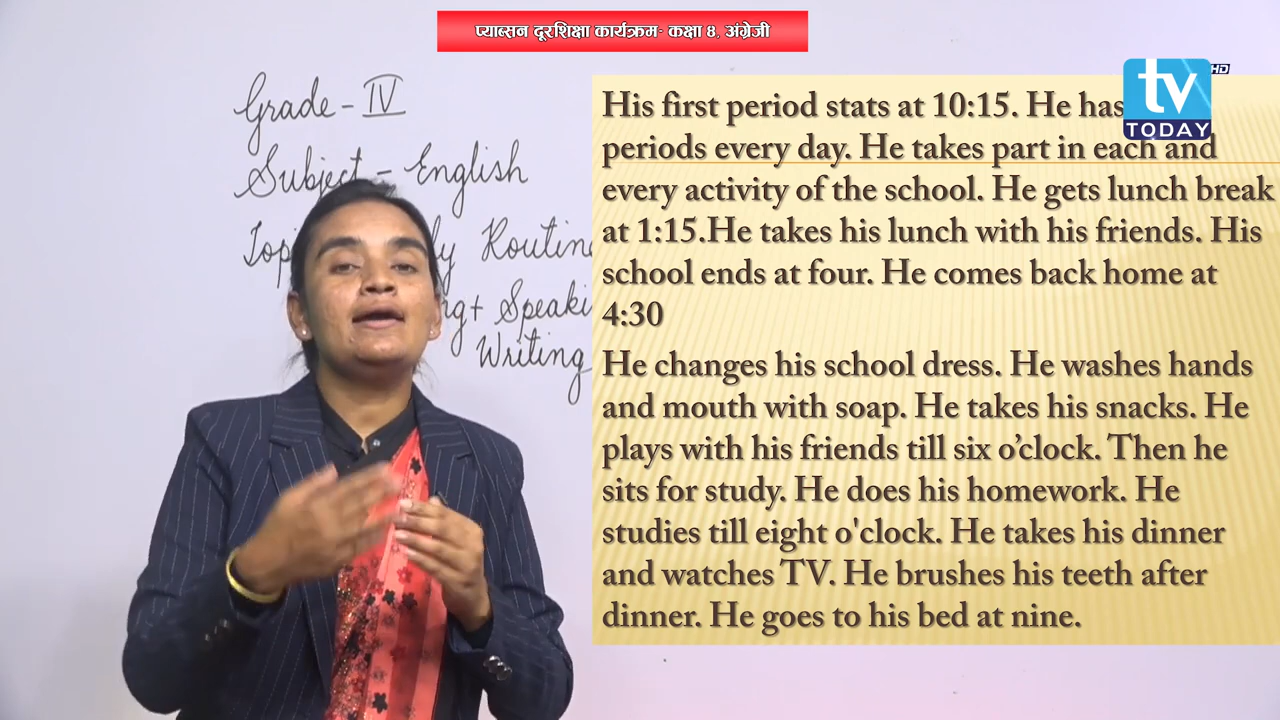 प्याब्सन दूरशिक्षा कार्यक्रम- कक्षा ४, अंग्रेजी
tv
HD
TODAY
Grade - IV
Subject - English
Routine
Speaki
Writing
His first period stats at 10:15. He has
periods every day. He takes part in each and
every activity of the school. He gets lunch break
at 1:15.He takes his lunch with his friends. His
school ends at four. He comes back home at
4:30
He changes his school dress. He washes hands
and mouth with soap. He takes his snacks. He
plays with his friends till six o’clock. Then he
sits for study. He does his homework. He
studies till eight o'clock. He takes his dinner
and watches TV. He brushes his teeth after
dinner. He goes to his bed at nine.